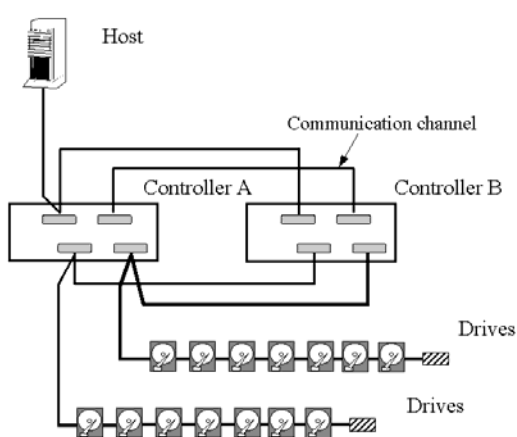 Host
Communication channel
Controller A
Controller B
Drives
Drives